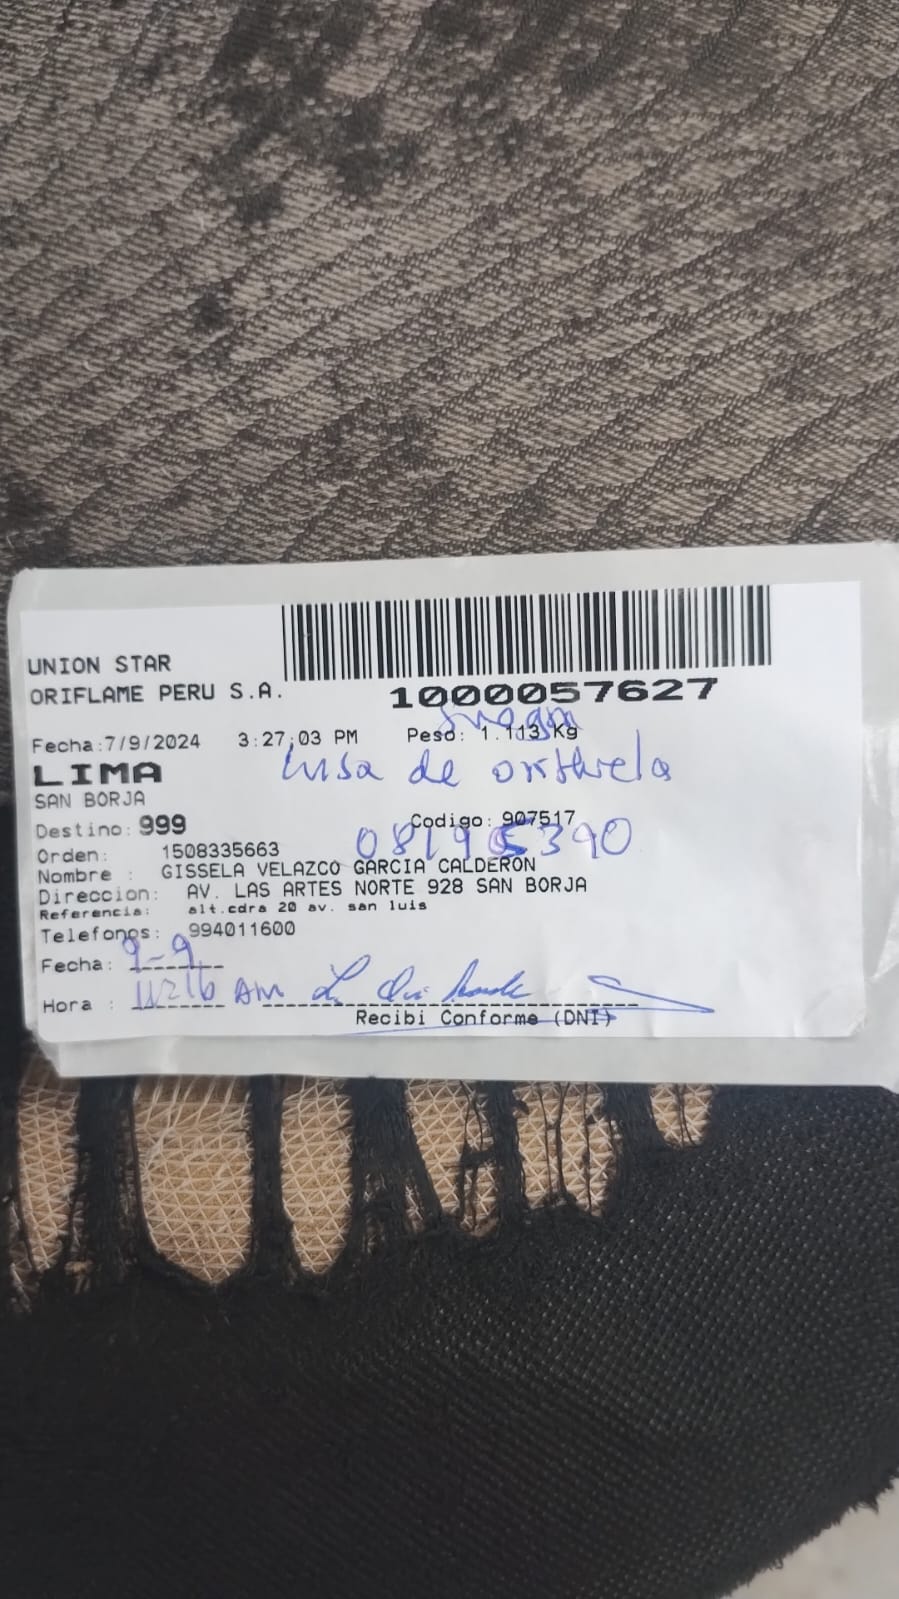 UNION STAR
ORIFLAME PERU S.A.
1000057627
Fecha:7/9/2024 3:27:03 PM Peso: 1.113 Kg
suegra
LIMA
Luisa de
SAN BORJA
Destino: 999
Codigo: 907517
08195390
Orden: 1508335663
Nombre : GISSELA VELAZCO GARCIA CALDERON
Direccion: AV. LAS ARTES NORTE 928 SAN BORJA
Referencia: alt.cdra 20 av. san luis
Telefonos: 994011600
Fecha: 9-9
Hora : AM
Recibi Conforme (DNI)